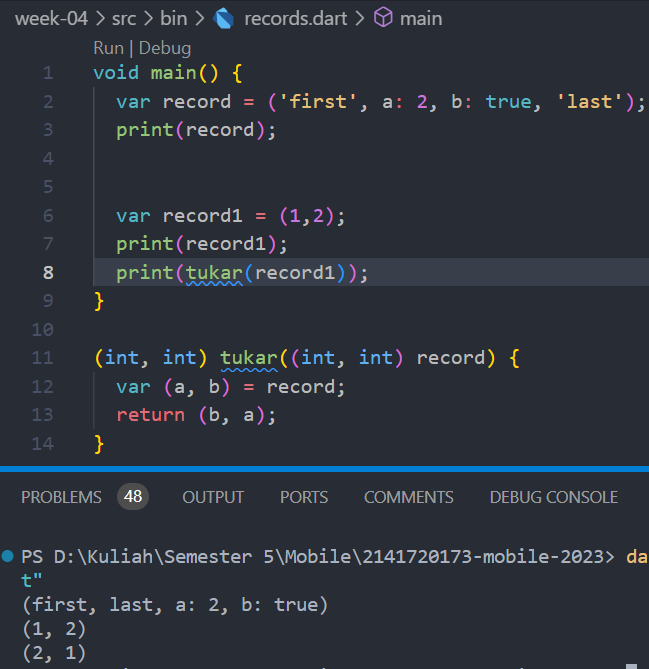 week-04 > src > bin > records.dart > main
Run | Debug
1 void main() {
2   var record = ('first', a: 2, b: true, 'last');
3   print(record);
4
5
6   var record1 = (1,2);
7   print(record1);
8   print(tukar(record1));
9 }
10
11 (int, int) tukar((int, int) record) {
12   var (a, b) = record;
13   return (b, a);
14 }
PROBLEMS 48 OUTPUT PORTS COMMENTS DEBUG CONSOLE
PS D:\Kuliah\Semester 5\Mobile\2141720173-mobile-2023> da
t"
(first, last, a: 2, b: true)
(1, 2)
(2, 1)